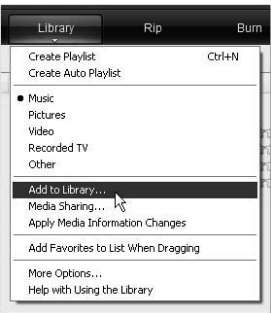 Library Rip Burn
Create Playlist Ctrl+N
Create Auto Playlist
Music
Pictures
Video
Recorded TV
Other
Add to Library...
Media Sharing...
Apply Media Information Changes
Add Favorites to List When Dragging
More Options...
Help with Using the Library